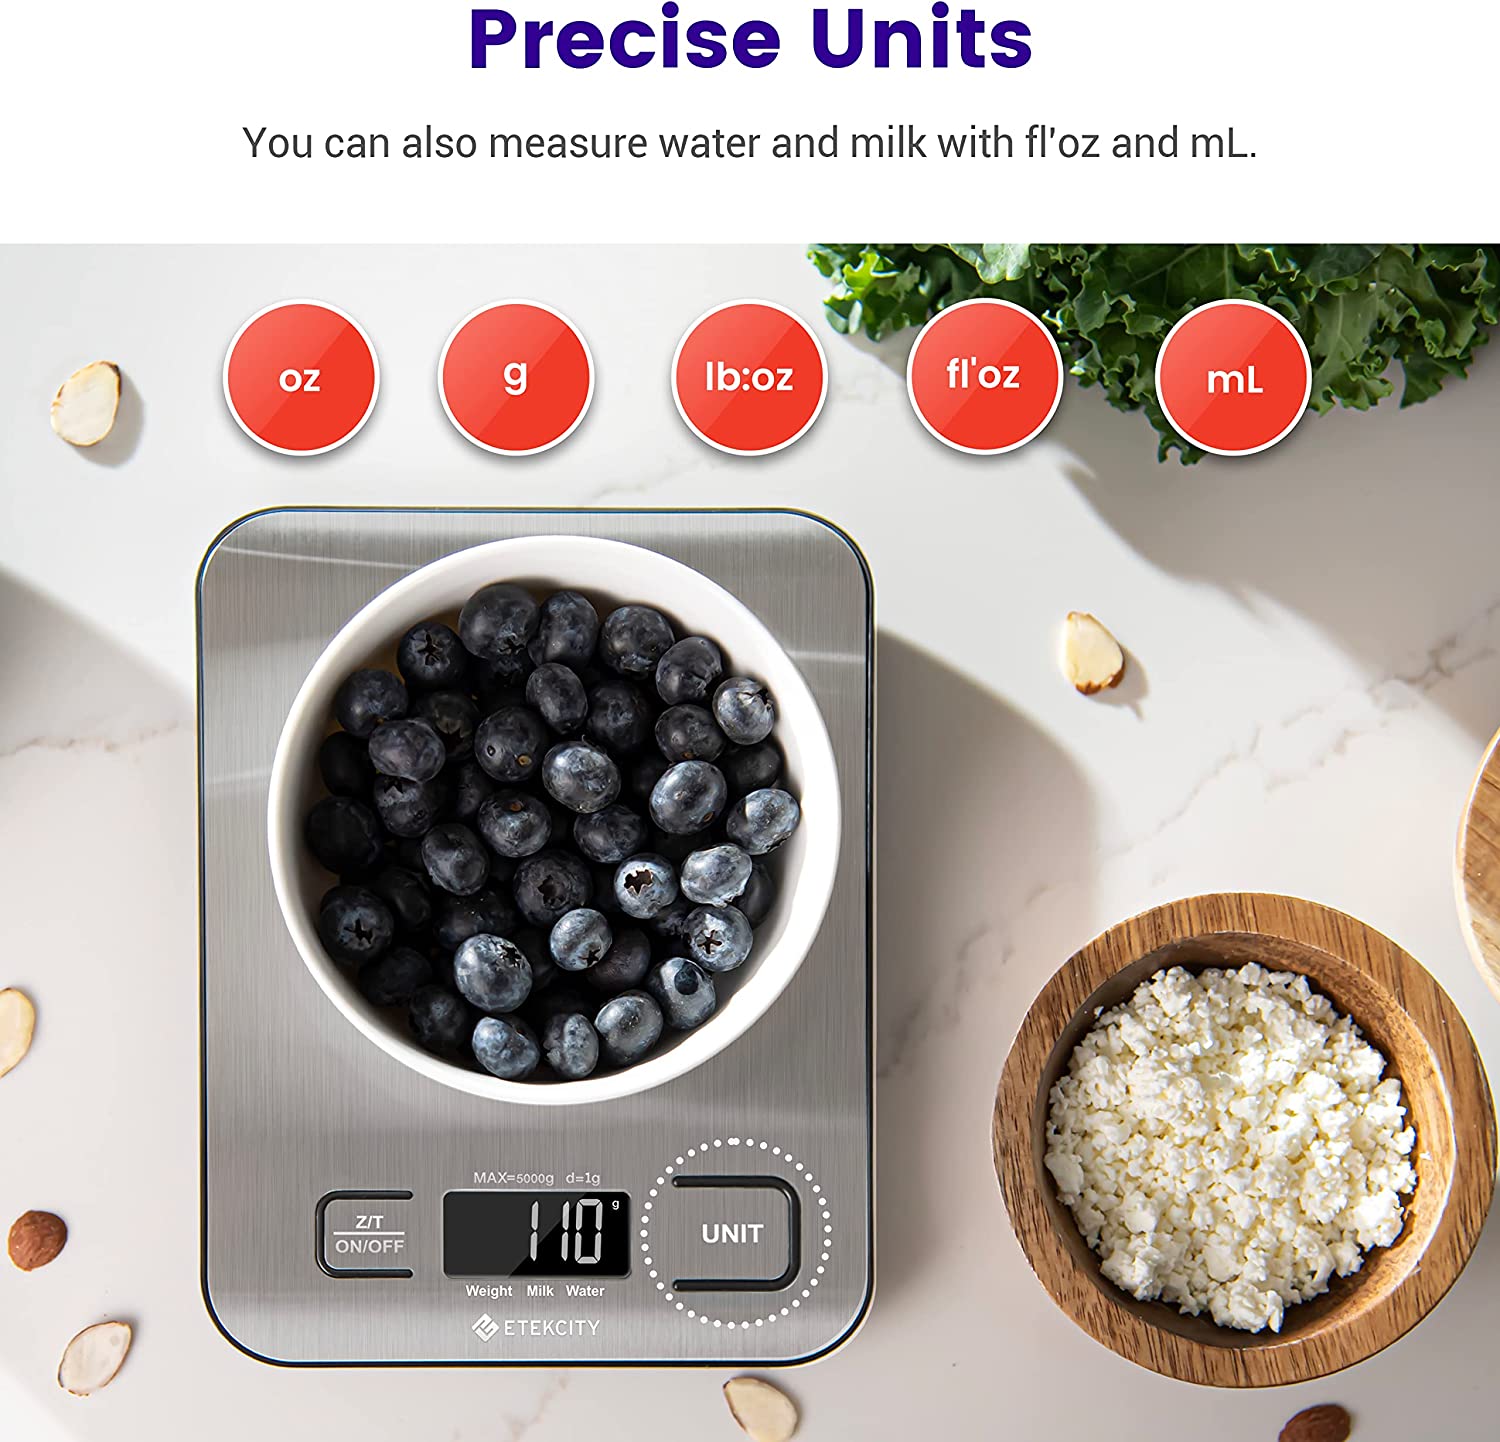 Precise Units
You can also measure water and milk with fl'oz and mL.
oz
g
lb:oz
fl'oz
mL
MAX=5000g d=1g
Z/T
ON/OFF
110 g
UNIT
Weight Milk Water
ETEKCITY